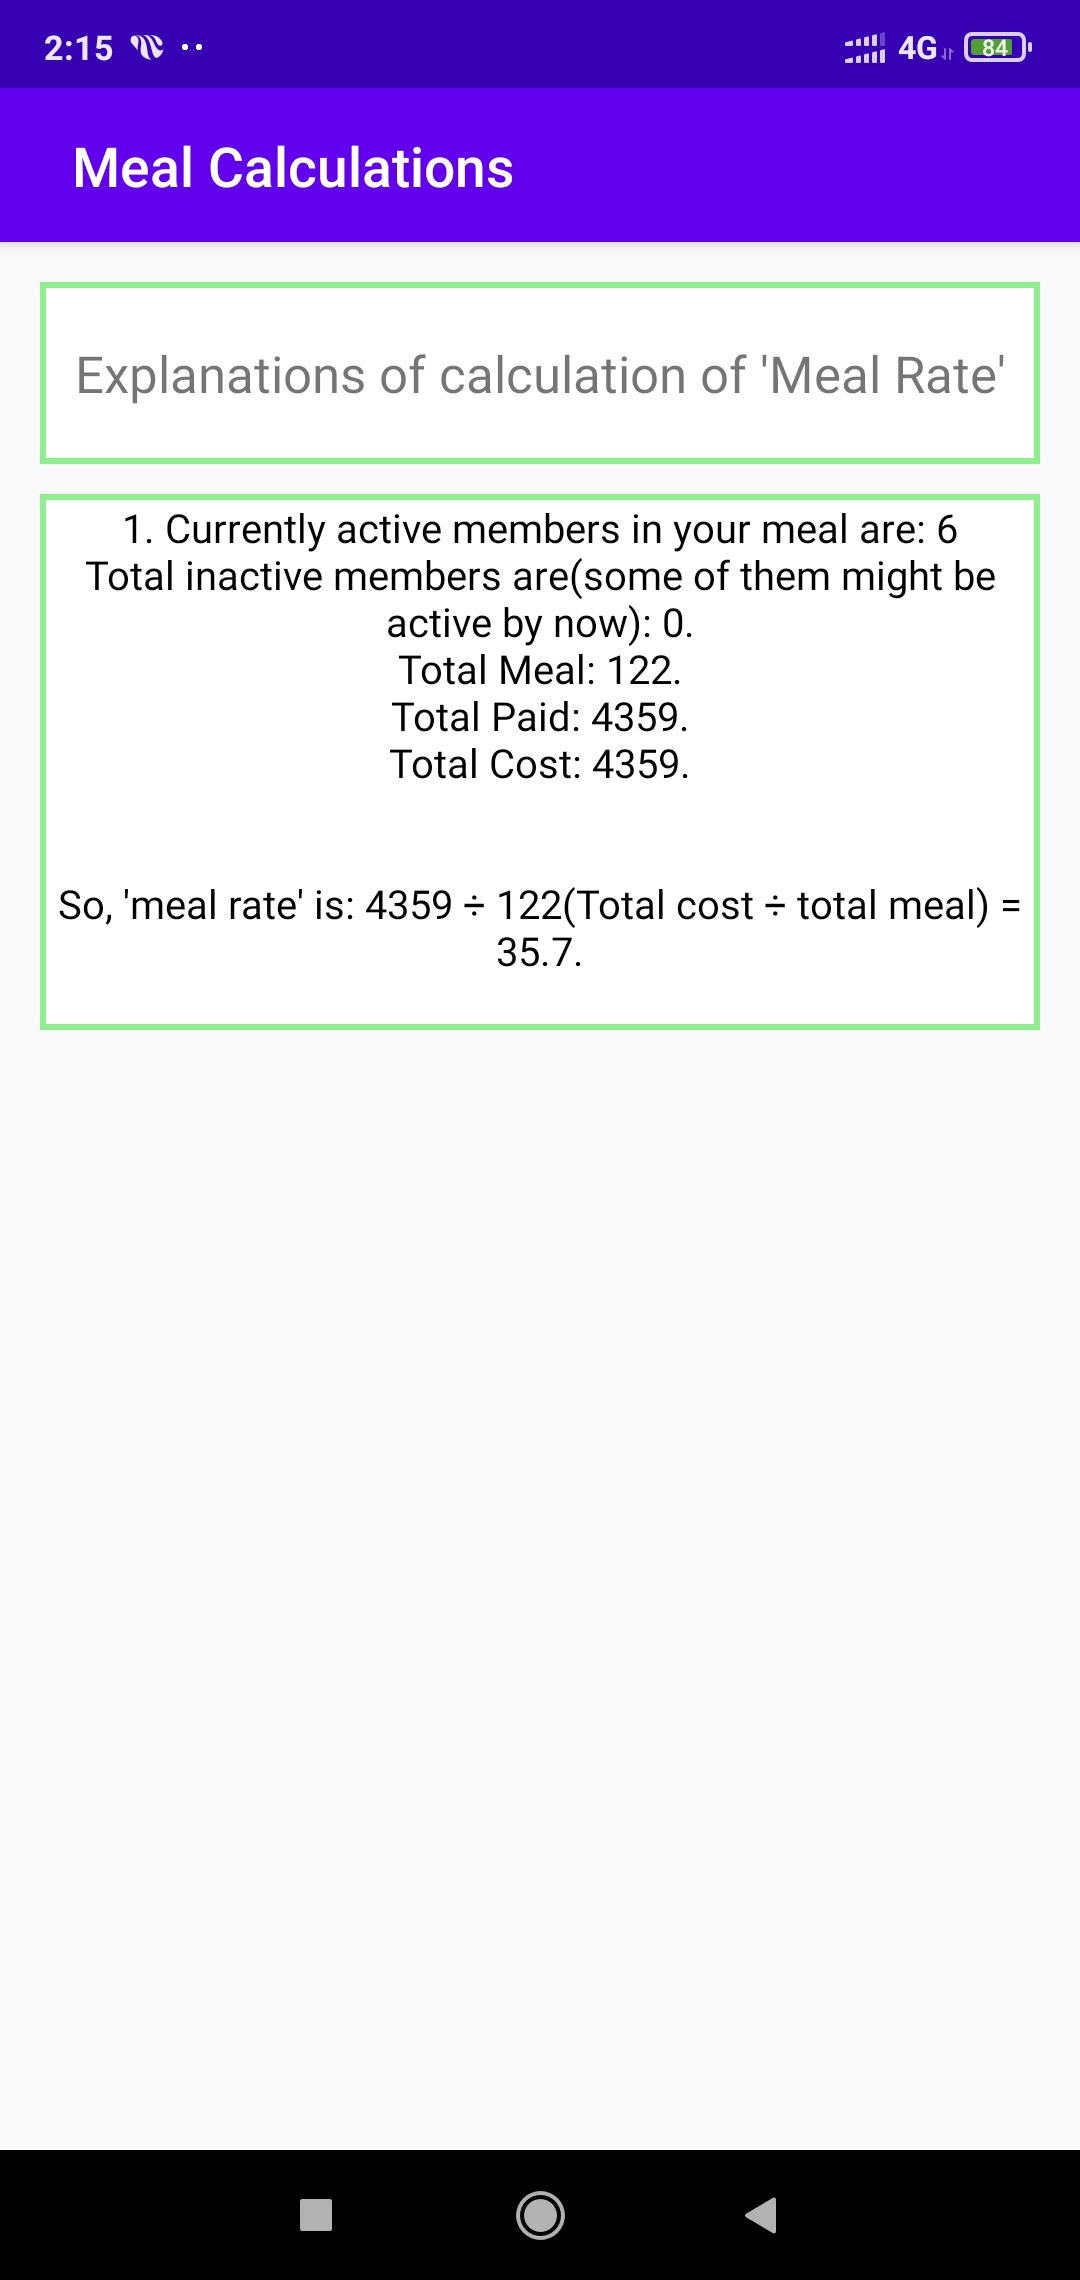 2:15
4G
84
Meal Calculations
Explanations of calculation of 'Meal Rate'
1. Currently active members in your meal are: 6
Total inactive members are(some of them might be
active by now): 0.
Total Meal: 122.
Total Paid: 4359.
Total Cost: 4359.
So, 'meal rate' is: 4359 ÷ 122(Total cost ÷ total meal) =
35.7.